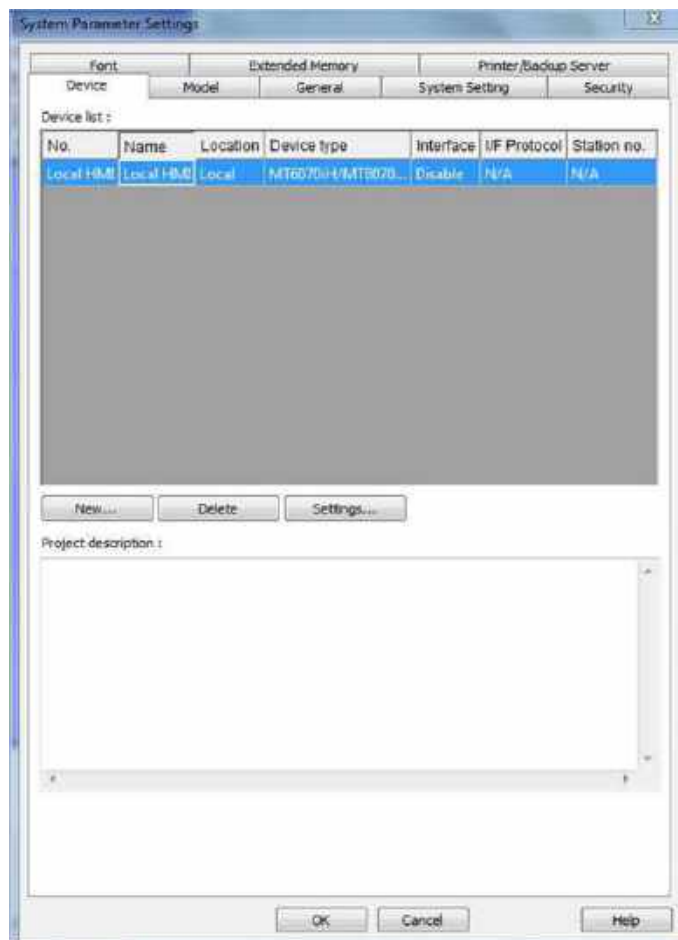 System Parameter Settings
Font Extended Memory Printer/Backup Server
Device Model General System Setting Security
Device list :
No. Name Location Device type Interface I/F Protocol Station no.
Local HMI Local HMI Local MT6070iH/MT8070... Disable N/A N/A
New... Delete Settings...
Project description :
OK Cancel Help